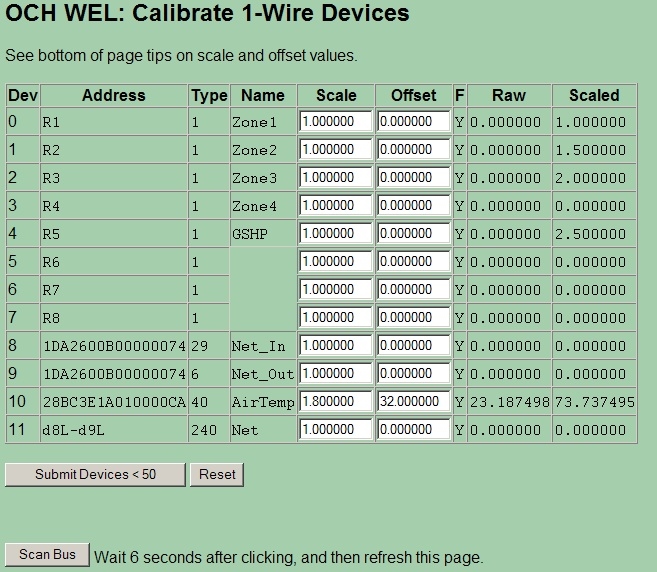 OCH WEL: Calibrate 1-Wire Devices
See bottom of page tips on scale and offset values.
Dev Address Type Name Scale Offset F Raw Scaled
0 R1 1 Zone1 1.000000 0.000000 Y 0.000000 1.000000
1 R2 1 Zone2 1.000000 0.000000 Y 0.000000 1.500000
2 R3 1 Zone3 1.000000 0.000000 Y 0.000000 2.000000
3 R4 1 Zone4 1.000000 0.000000 Y 0.000000 0.000000
4 R5 1 GSHP 1.000000 0.000000 Y 0.000000 2.500000
5 R6 1 1.000000 0.000000 Y 0.000000 0.000000
6 R7 1 1.000000 0.000000 Y 0.000000 0.000000
7 R8 1 1.000000 0.000000 Y 0.000000 0.000000
8 1DA2600B00000074 29 Net_In 1.000000 0.000000 Y 0.000000 0.000000
9 1DA2600B00000074 6 Net_Out 1.000000 0.000000 Y 0.000000 0.000000
10 28BC3E1A010000CA 40 AirTemp 1.800000 32.000000 Y 23.187498 73.737495
11 d8L-d9L 240 Net 1.000000 0.000000 Y 0.000000 0.000000
Submit Devices < 50 Reset
Scan Bus Wait 6 seconds after clicking, and then refresh this page.